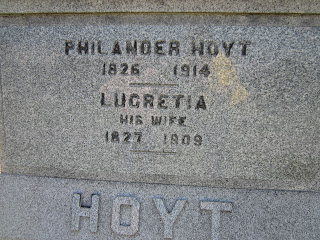 PHILANDER HOYT
1826 1914
LUCRETIA
HIS WIFE
1827 1909
HOYT